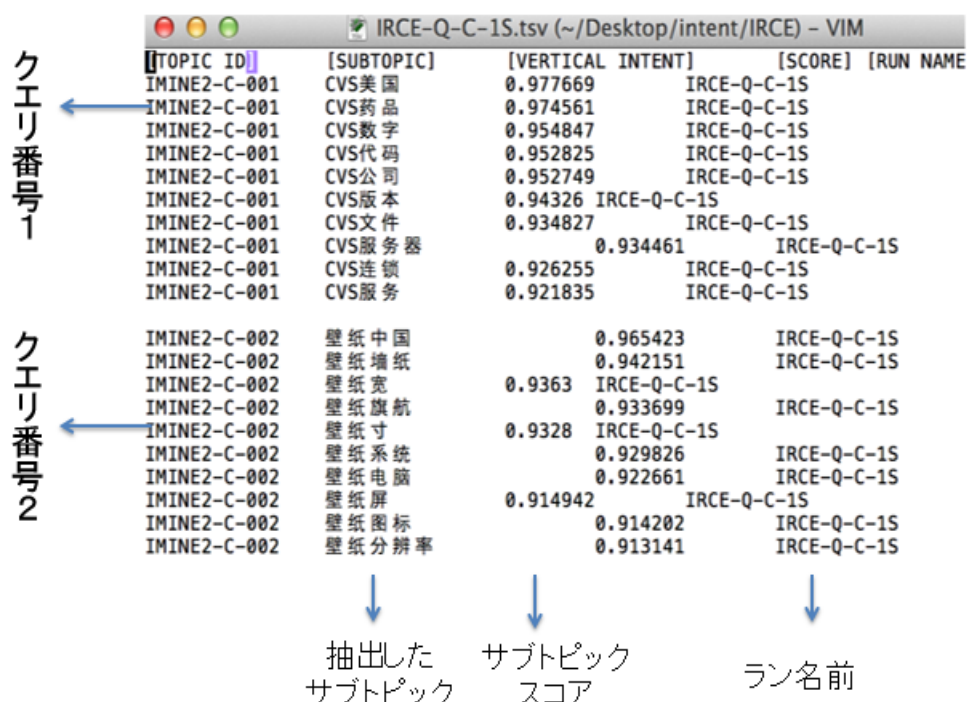 IRCE-Q-C-1S.tsv (~/Desktop/intent/IRCE) – VIM
[TOPIC ID] [SUBTOPIC] [VERTICAL INTENT] [SCORE] [RUN NAME
IMINE2-C-001 CVS美国 0.977669 IRCE-Q-C-1S
IMINE2-C-001 CVS药品 0.974561 IRCE-Q-C-1S
IMINE2-C-001 CVS数字 0.954847 IRCE-Q-C-1S
IMINE2-C-001 CVS代码 0.952825 IRCE-Q-C-1S
IMINE2-C-001 CVS公司 0.952749 IRCE-Q-C-1S
IMINE2-C-001 CVS版本 0.94326 IRCE-Q-C-1S
IMINE2-C-001 CVS文件 0.934827 IRCE-Q-C-1S
IMINE2-C-001 CVS服务器 0.934461 IRCE-Q-C-1S
IMINE2-C-001 CVS连锁 0.926255 IRCE-Q-C-1S
IMINE2-C-001 CVS服务 0.921835 IRCE-Q-C-1S
クエリ番号1
IMINE2-C-002 壁纸中国 0.965423 IRCE-Q-C-1S
IMINE2-C-002 壁纸墙纸 0.942151 IRCE-Q-C-1S
IMINE2-C-002 壁纸宽 0.9363 IRCE-Q-C-1S
IMINE2-C-002 壁纸旗航 0.933699 IRCE-Q-C-1S
IMINE2-C-002 壁纸寸 0.9328 IRCE-Q-C-1S
IMINE2-C-002 壁纸系统 0.929826 IRCE-Q-C-1S
IMINE2-C-002 壁纸电脑 0.922661 IRCE-Q-C-1S
IMINE2-C-002 壁纸屏 0.914942 IRCE-Q-C-1S
IMINE2-C-002 壁纸图标 0.914202 IRCE-Q-C-1S
IMINE2-C-002 壁纸分辨率 0.913141 IRCE-Q-C-1S
クエリ番号2
抽出した
サブトピック
サブトピック
スコア
ラン名前